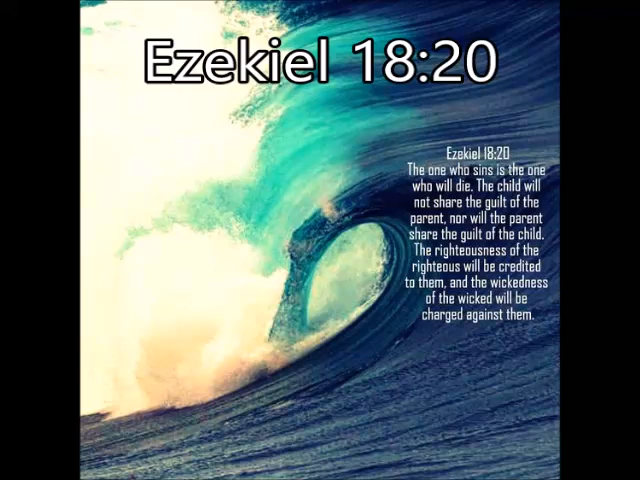 Ezekiel 18:20
Ezekiel 18:20
The one who sins is the one
who will die. The child will
not share the guilt of the
parent, nor will the parent
share the guilt of the child.
The righteousness of the
righteous will be credited
to them, and the wickedness
of the wicked will be
charged against them.